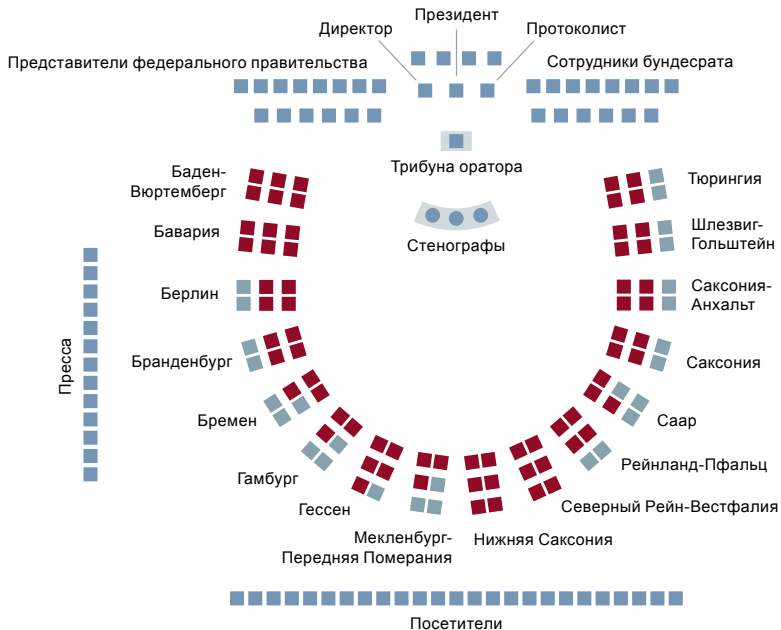 Президент
Директор
Протоколист
Представители федерального правительства
Сотрудники бундесрата
Трибуна оратора
Стенографы
Баден-
Вюртемберг
Бавария
Берлин
Бранденбург
Бремен
Гамбург
Гессен
Мекленбург-
Передняя Померания
Нижняя Саксония
Северный Рейн-Вестфалия
Рейнланд-Пфальц
Саар
Саксония
Саксония-
Анхальт
Шлезвиг-
Гольштейн
Тюрингия
Пресса
Посетители